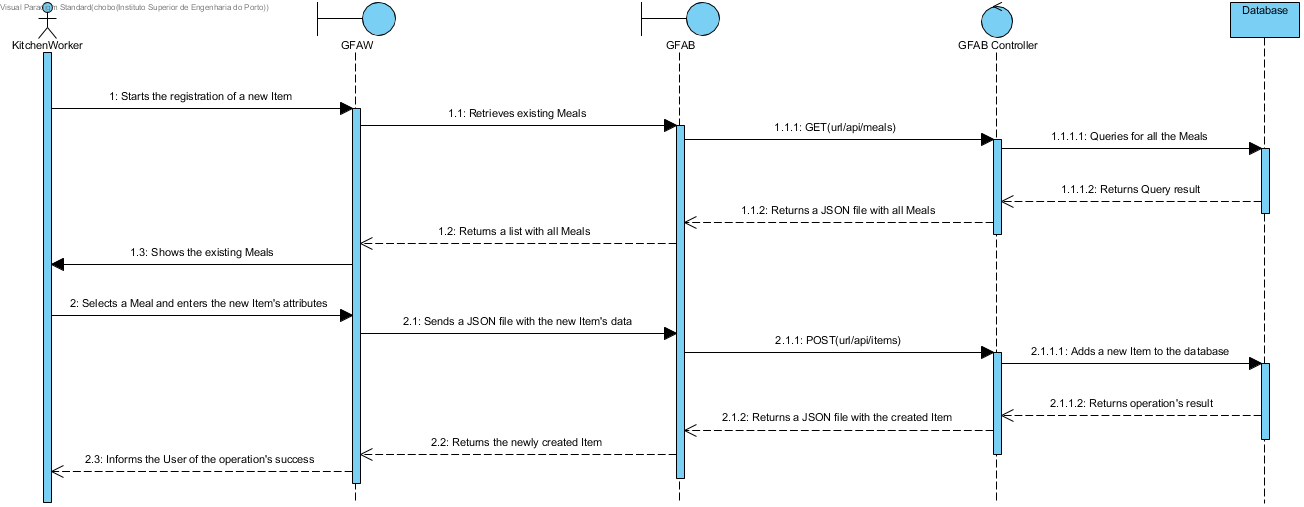 Visual Paradigm Standard(chobo(Instituto Superior de Engenharia do Porto))
KitchenWorker
GFAW
GFAB
GFAB Controller
Database
1: Starts the registration of a new Item
1.1: Retrieves existing Meals
1.1.1: GET(url/api/meals)
1.1.1.1: Queries for all the Meals
1.1.1.2: Returns Query result
1.1.2: Returns a JSON file with all Meals
1.2: Returns a list with all Meals
1.3: Shows the existing Meals
2: Selects a Meal and enters the new Item's attributes
2.1: Sends a JSON file with the new Item's data
2.1.1: POST(url/api/items)
2.1.1.1: Adds a new Item to the database
2.1.1.2: Returns operation's result
2.1.2: Returns a JSON file with the created Item
2.2: Returns the newly created Item
2.3: Informs the User of the operation's success